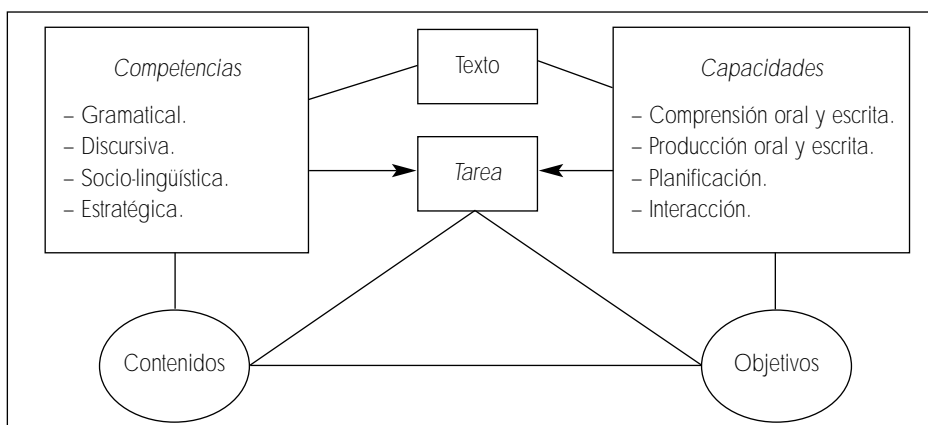 Competencias
– Gramatical.
– Discursiva.
– Socio-lingüística.
– Estratégica.
Texto
Tarea
Capacidades
– Comprensión oral y escrita.
– Producción oral y escrita.
– Planificación.
– Interacción.
Contenidos
Objetivos